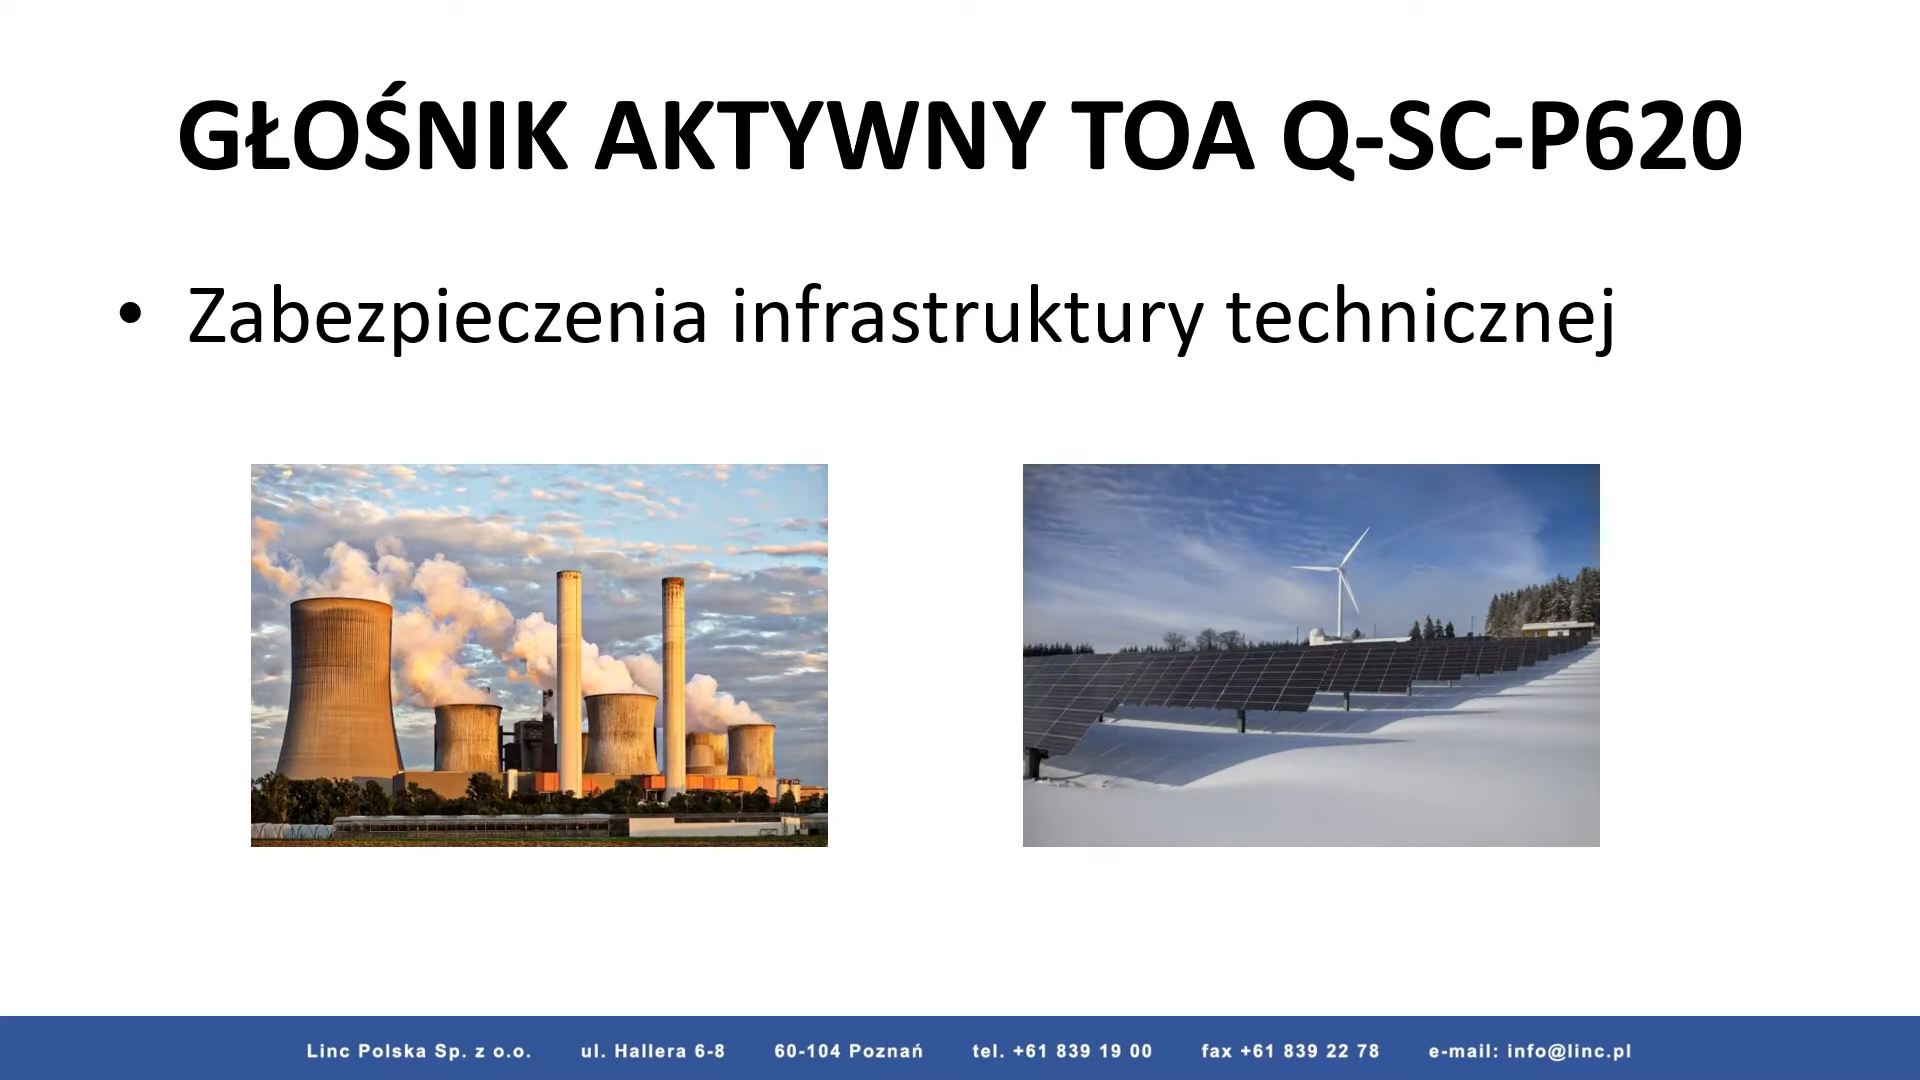 GŁOŚNIK AKTYWNY TOA Q-SC-P620
• Zabezpieczenia infrastruktury technicznej
Linc Polska Sp. z o.o. ul. Hallera 6-8 60-104 Poznań tel. +61 839 19 00 fax +61 839 22 78 e-mail: info@linc.pl